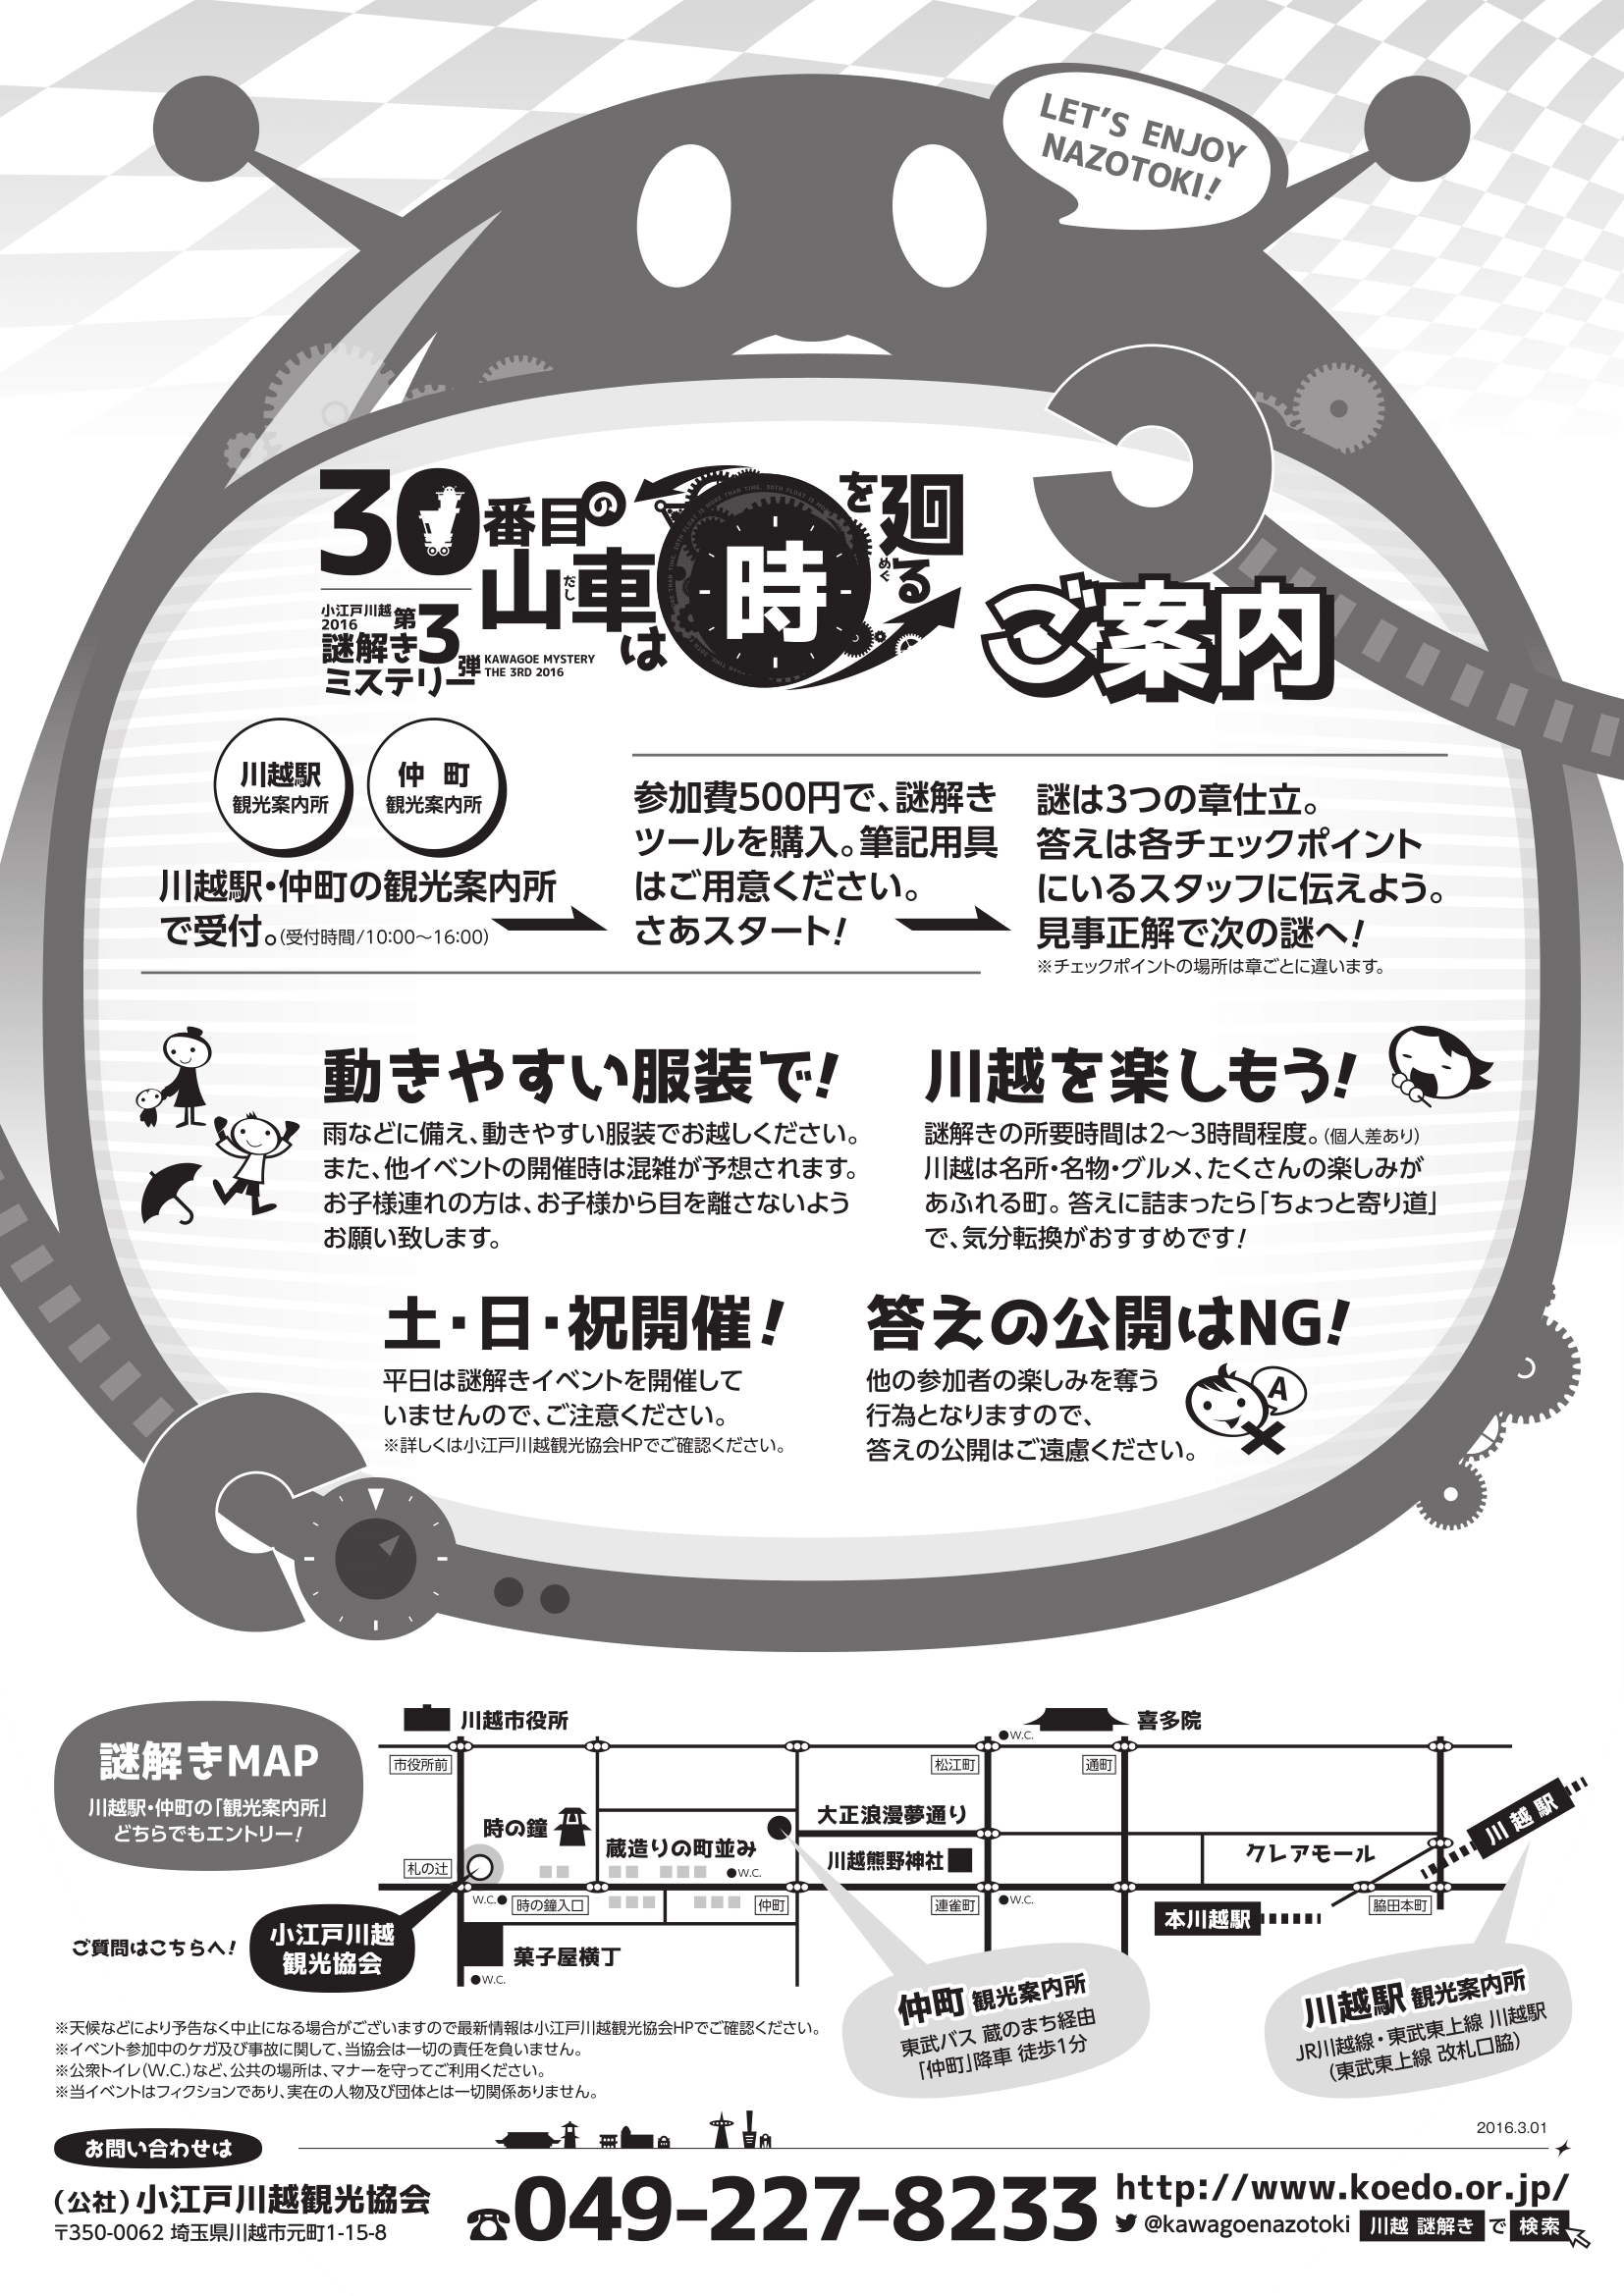 LET'S ENJOY
NAZOTOKI!
30番目の
山車は
だし
時
を廻る
めぐ
小江戸川越
2016
第3弾
謎解き
ミステリー
KAWAGOE MYSTERY
THE 3RD 2016
ご案内
川越駅
観光案内所
仲 町
観光案内所
川越駅・仲町の観光案内所
で受付。(受付時間/10:00～16:00)
参加費500円で、謎解き
ツールを購入。筆記用具
はご用意ください。
さあスタート!
謎は3つの章仕立。
答えは各チェックポイント
にいるスタッフに伝えよう。
見事正解で次の謎へ!
※チェックポイントの場所は章ごとに違います。
動きやすい服装で!
雨などに備え、動きやすい服装でお越しください。
また、他イベントの開催時は混雑が予想されます。
お子様連れの方は、お子様から目を離さないよう
お願い致します。
川越を楽しもう!
謎解きの所要時間は2～3時間程度。(個人差あり)
川越は名所・名物・グルメ、たくさんの楽しみが
あふれる町。答えに詰まったら「ちょっと寄り道」
で、気分転換がおすすめです!
土・日・祝開催!
平日は謎解きイベントを開催して
いませんので、ご注意ください。
※詳しくは小江戸川越観光協会HPでご確認ください。
答えの公開はNG!
他の参加者の楽しみを奪う
行為となりますので、
答えの公開はご遠慮ください。
A
謎解きMAP
川越駅・仲町の「観光案内所」
どちらでもエントリー!
川越市役所
喜多院
●W.C.
市役所前
松江町
通町
時の鐘
蔵造りの町並み
●W.C.
大正浪漫夢通り
川越熊野神社
クレアモール
川越駅
札の辻
W.C.●
時の鐘入口
仲町
連雀町
●W.C.
本川越駅
脇田本町
ご質問はこちらへ!
小江戸川越
観光協会
菓子屋横丁
●W.C.
仲町 観光案内所
東武バス 蔵のまち経由
「仲町」降車 徒歩1分
川越駅 観光案内所
JR川越線・東武東上線 川越駅
(東武東上線 改札口脇)
※天候などにより予告なく中止になる場合がございますので最新情報は小江戸川越観光協会HPでご確認ください。
※イベント参加中のケガ及び事故に関して、当協会は一切の責任を負いません。
※公衆トイレ(W.C.)など、公共の場所は、マナーを守ってご利用ください。
※当イベントはフィクションであり、実在の人物及び団体とは一切関係ありません。
2016.3.01
お問い合わせは
(公社)小江戸川越観光協会
〒350-0062 埼玉県川越市元町1-15-8
☎049-227-8233
http://www.koedo.or.jp/
@kawagoenazotoki 川越 謎解き で 検索